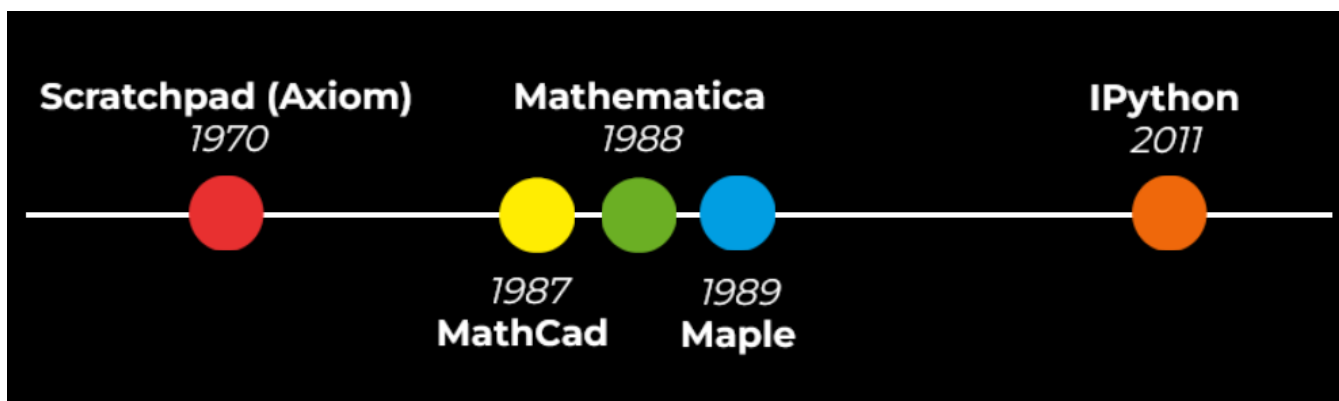 Scratchpad (Axiom)
1970
Mathematica
1988
IPython
2011
1987
MathCad
1989
Maple